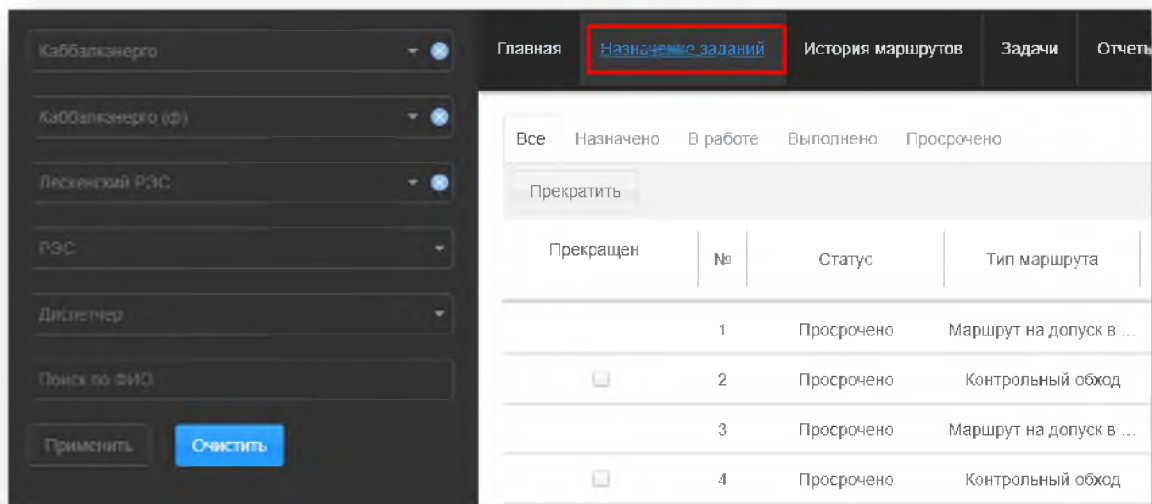 Каббалкэнерго
Каббалкэнерго (ф)
Лескенский РЭС
РЭС
Диспетчер
Поиск по ФИО
Применить Очистить
Главная Назначение заданий История маршрутов Задачи Отчеты
Все Назначено В работе Выполнено Просрочено
Прекратить
Прекращен № Статус Тип маршрута
1 Просрочено Маршрут на допуск в ...
2 Просрочено Контрольный обход
3 Просрочено Маршрут на допуск в ...
4 Просрочено Контрольный обход